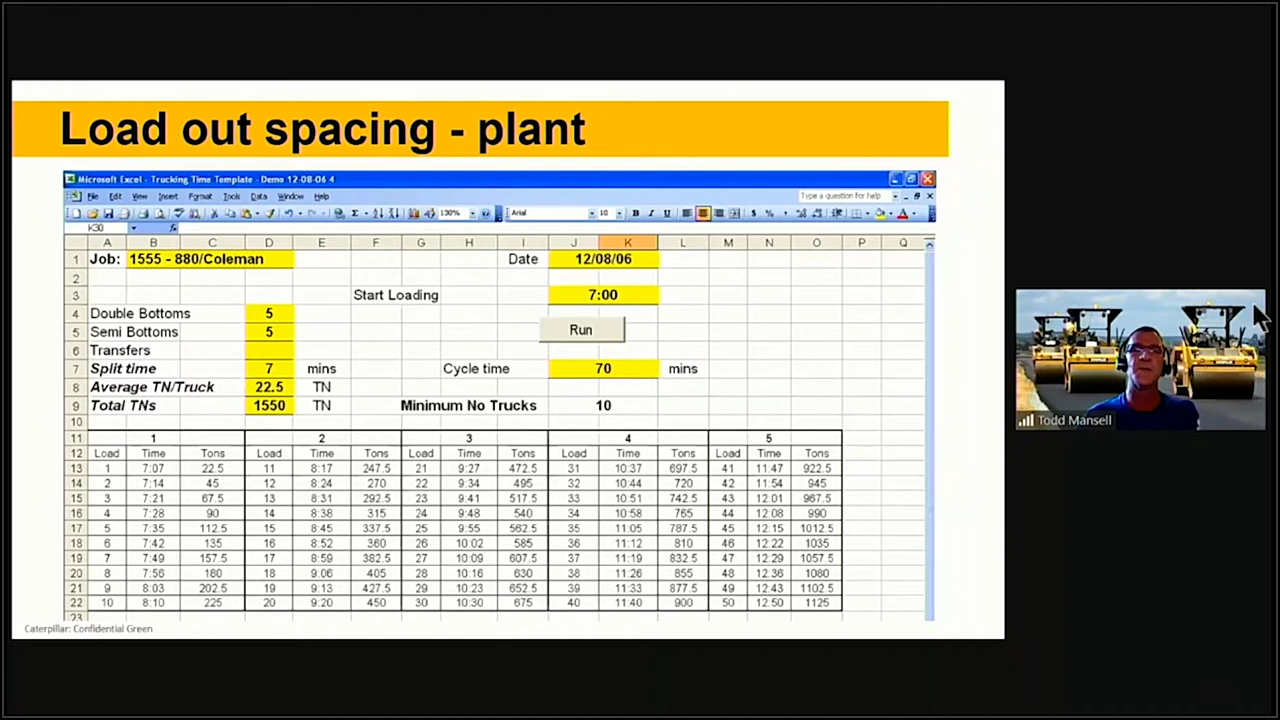 Load out spacing - plant
Microsoft Excel - Trucking Time Template - Demo 12-08-06 4
File Edit View Insert Format Tools Data Window Help Type a question for help
130% Arial 10 B I U $ %
K30 fx
A B C D E F G H I J K L M N O P Q
1 Job: 1555 - 880/Coleman Date 12/08/06
2
3 Start Loading 7:00
4 Double Bottoms 5
5 Semi Bottoms 5 Run
6 Transfers
7 Split time 7 mins Cycle time 70 mins
8 Average TN/Truck 22.5 TN
9 Total TNs 1550 TN Minimum No Trucks 10
10
11 1 2 3 4 5
12 Load Time Tons Load Time Tons Load Time Tons Load Time Tons Load Time Tons
13 1 7:07 22.5 11 8:17 247.5 21 9:27 472.5 31 10:37 697.5 41 11:47 922.5
14 2 7:14 45 12 8:24 270 22 9:34 495 32 10:44 720 42 11:54 945
15 3 7:21 67.5 13 8:31 292.5 23 9:41 517.5 33 10:51 742.5 43 12:01 967.5
16 4 7:28 90 14 8:38 315 24 9:48 540 34 10:58 765 44 12:08 990
17 5 7:35 112.5 15 8:45 337.5 25 9:55 562.5 35 11:05 787.5 45 12:15 1012.5
18 6 7:42 135 16 8:52 360 26 10:02 585 36 11:12 810 46 12:22 1035
19 7 7:49 157.5 17 8:59 382.5 27 10:09 607.5 37 11:19 832.5 47 12:29 1057.5
20 8 7:56 180 18 9:06 405 28 10:16 630 38 11:26 855 48 12:36 1080
21 9 8:03 202.5 19 9:13 427.5 29 10:23 652.5 39 11:33 877.5 49 12:43 1102.5
22 10 8:10 225 20 9:20 450 30 10:30 675 40 11:40 900 50 12:50 1125
23
Caterpillar: Confidential Green
Todd Mansell